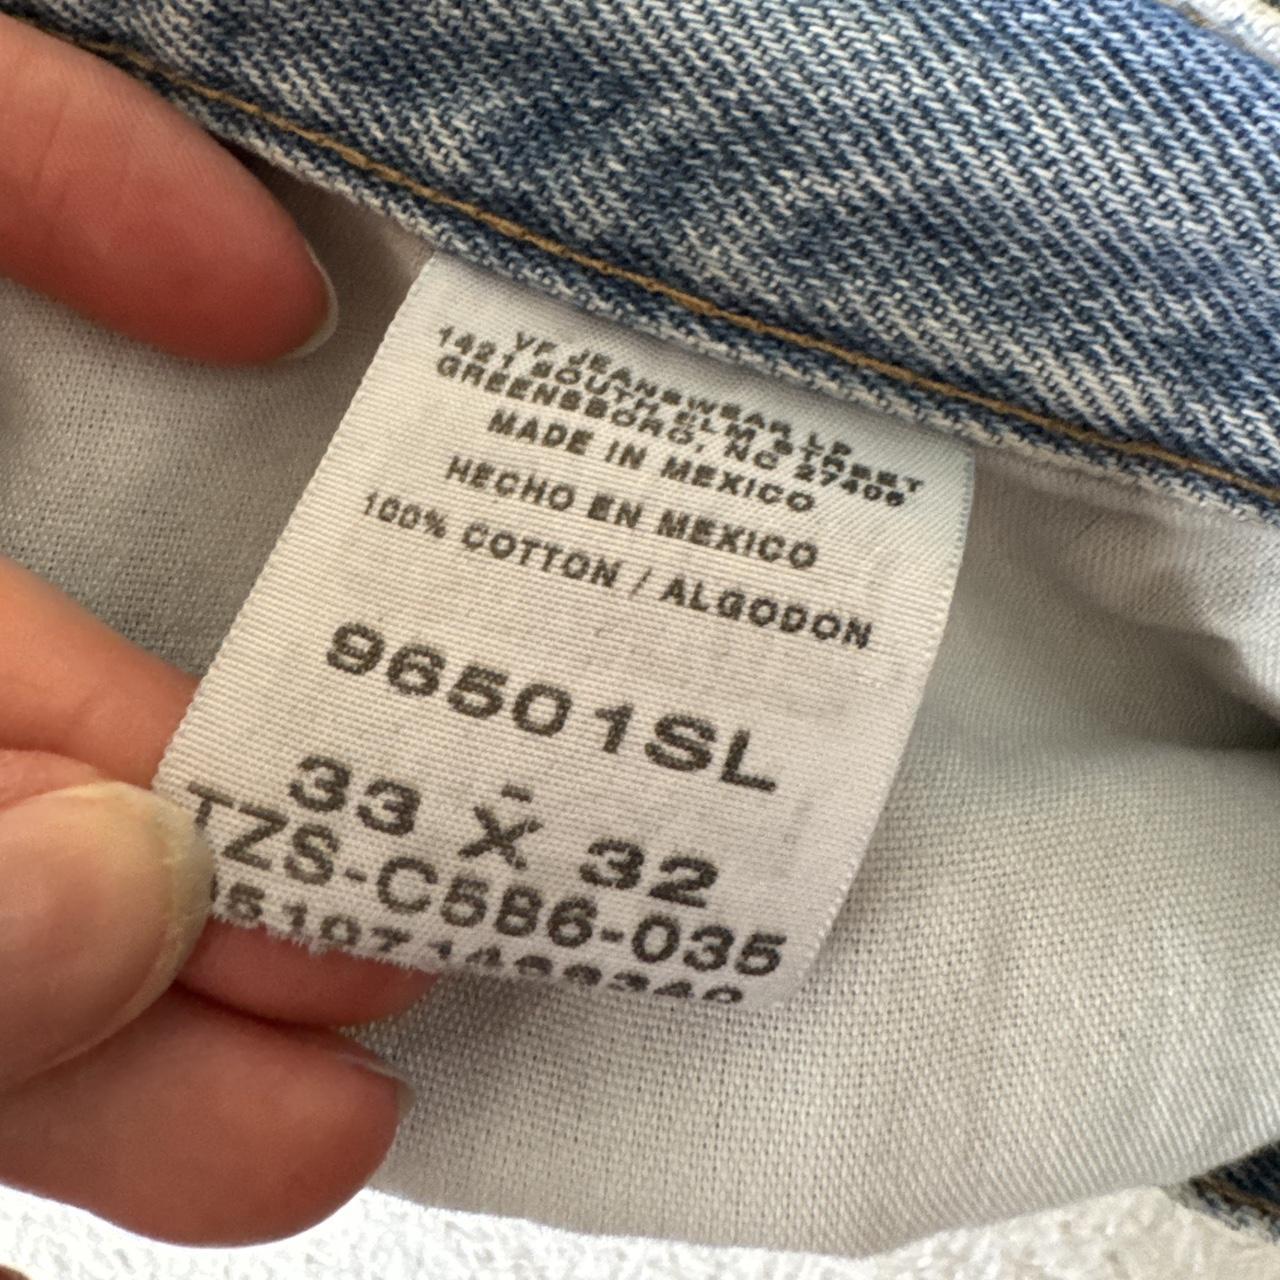 VF JEANSWEAR LP
1421 SOUTH ELM STREET
GREENSBORO, NC 27406
MADE IN MEXICO
HECHO EN MEXICO
100% COTTON / ALGODON
96501SL
33 X 32
TZS-C586-035